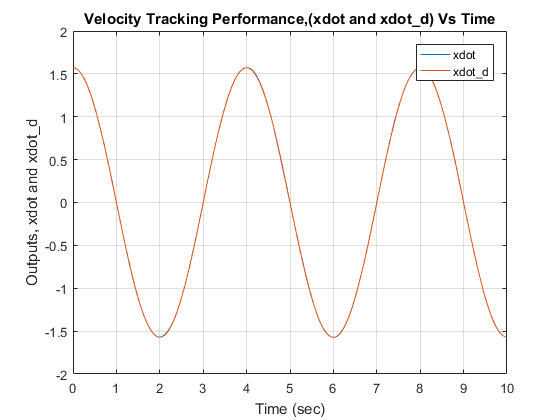 Velocity Tracking Performance,(xdot and xdot_d) Vs Time
xdot
xdot_d
Outputs, xdot and xdot_d
2
1.5
1
0.5
0
-0.5
-1
-1.5
-2
0 1 2 3 4 5 6 7 8 9 10
Time (sec)